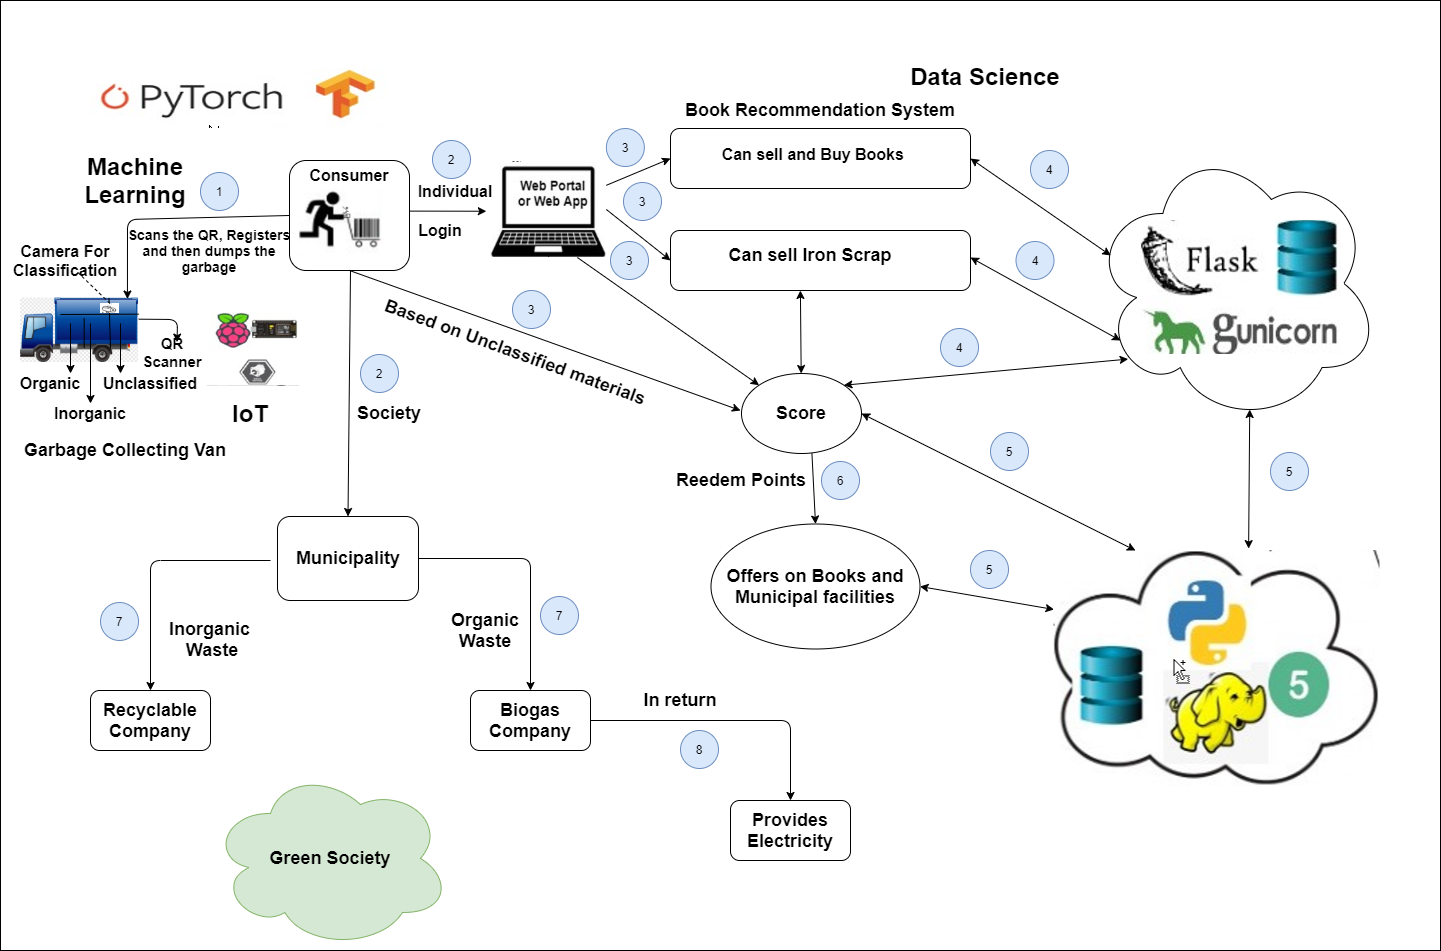 Data Science
PyTorch
Book Recommendation System
Machine
Learning
1
Consumer
2
Individual
Login
Web Portal
or Web App
3
Can sell and Buy Books
4
3
Scans the QR, Registers
and then dumps the
garbage
Camera For
Classification
3
Can sell Iron Scrap
4
Flask
gunicorn
QR
Scanner
Organic
Unclassified
Inorganic
IoT
Garbage Collecting Van
3
Based on Unclassified materials
2
Society
4
Score
5
5
Reedem Points
6
Municipality
Offers on Books and
Municipal facilities
5
7
Inorganic
Waste
Organic
Waste
7
5
Recyclable
Company
Biogas
Company
In return
8
Provides
Electricity
Green Society